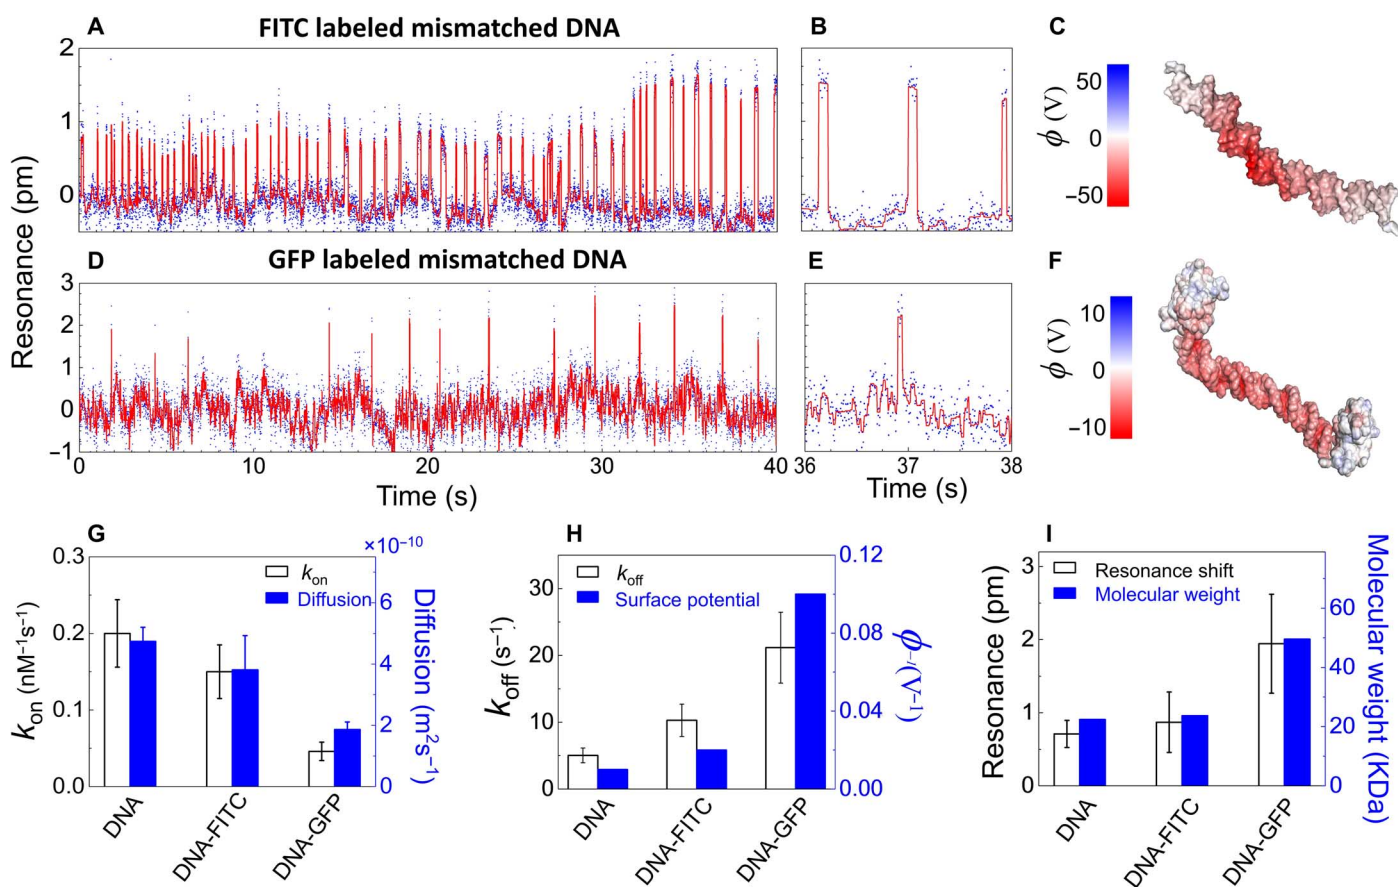 A
FITC labeled mismatched DNA
B
C
2
1
0
Resonance (pm)
ϕ (V)
50
0
−50
D
GFP labeled mismatched DNA
E
F
3
2
1
0
−1
0
10
20
30
40
Time (s)
36
37
38
Time (s)
ϕ (V)
10
0
−10
G
×10⁻¹⁰
0.3
0.2
0.1
0.0
kon (nM⁻¹s⁻¹)
kon
Diffusion
6
4
2
0
Diffusion (m²s⁻¹)
DNA
DNA-FITC
DNA-GFP
H
30
20
10
0
koff (s⁻¹)
koff
Surface potential
0.12
0.08
0.04
0.00
ϕ⁻¹(V⁻¹)
DNA
DNA-FITC
DNA-GFP
I
3
2
1
0
Resonance (pm)
Resonance shift
Molecular weight
60
40
20
0
Molecular weight (KDa)
DNA
DNA-FITC
DNA-GFP